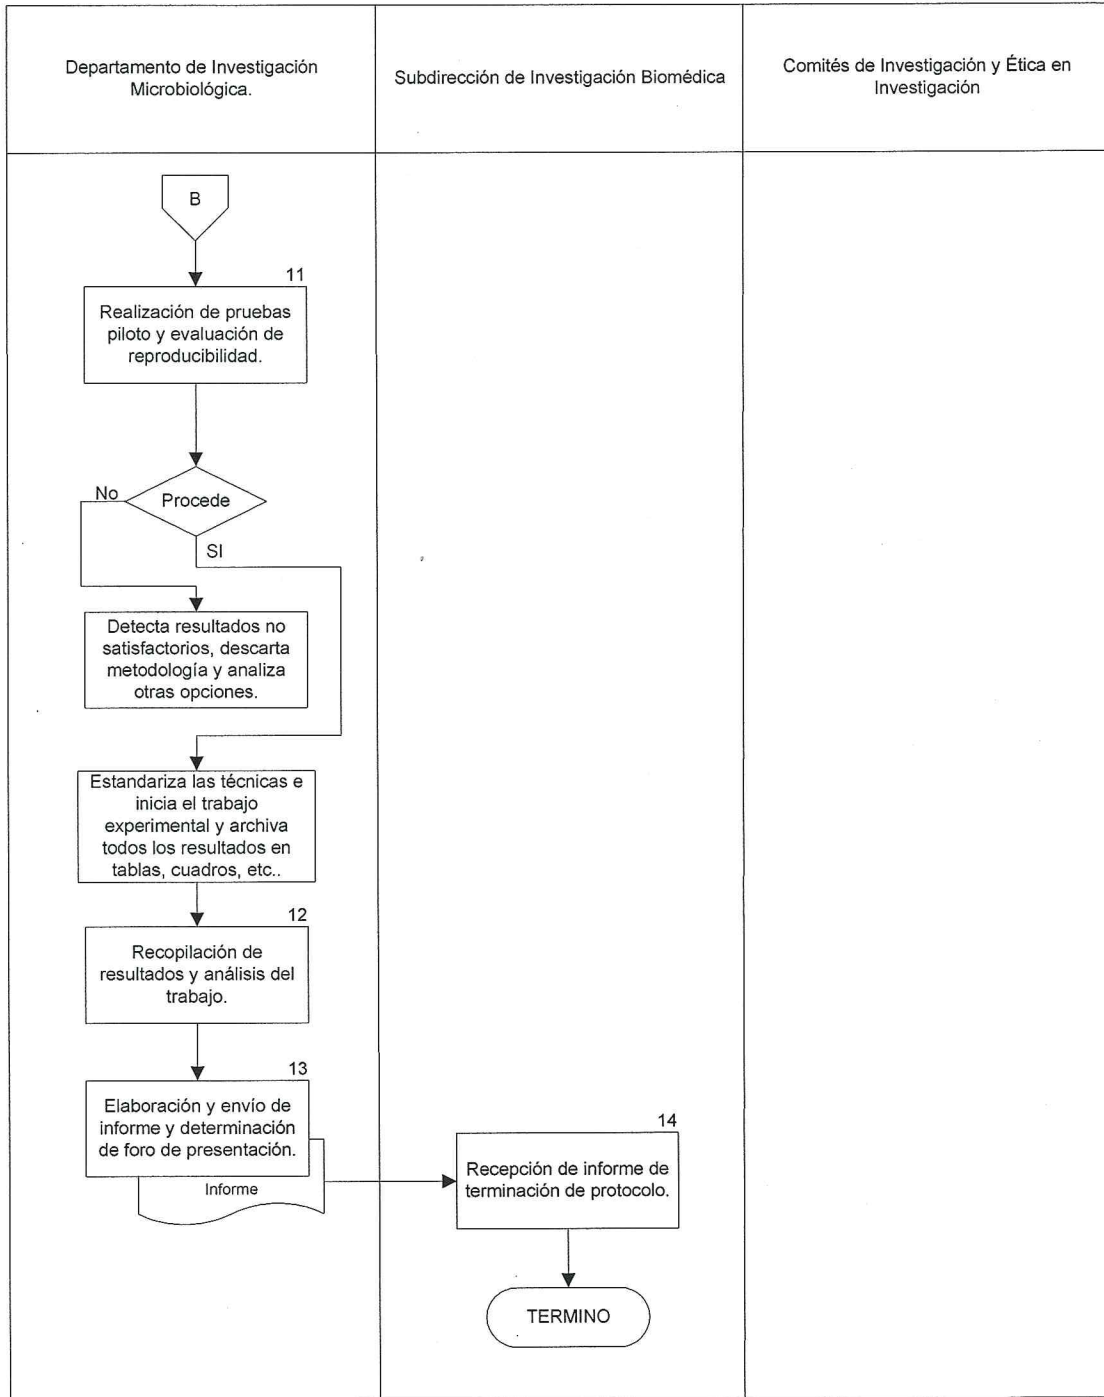 Departamento de Investigación
Microbiológica.
Subdirección de Investigación Biomédica
Comités de Investigación y Ética en
Investigación
B
11
Realización de pruebas
piloto y evaluación de
reproducibilidad.
No
Procede
SI
Detecta resultados no
satisfactorios, descarta
metodología y analiza
otras opciones.
Estandariza las técnicas e
inicia el trabajo
experimental y archiva
todos los resultados en
tablas, cuadros, etc..
12
Recopilación de
resultados y análisis del
trabajo.
13
Elaboración y envío de
informe y determinación
de foro de presentación.
Informe
14
Recepción de informe de
terminación de protocolo.
TERMINO